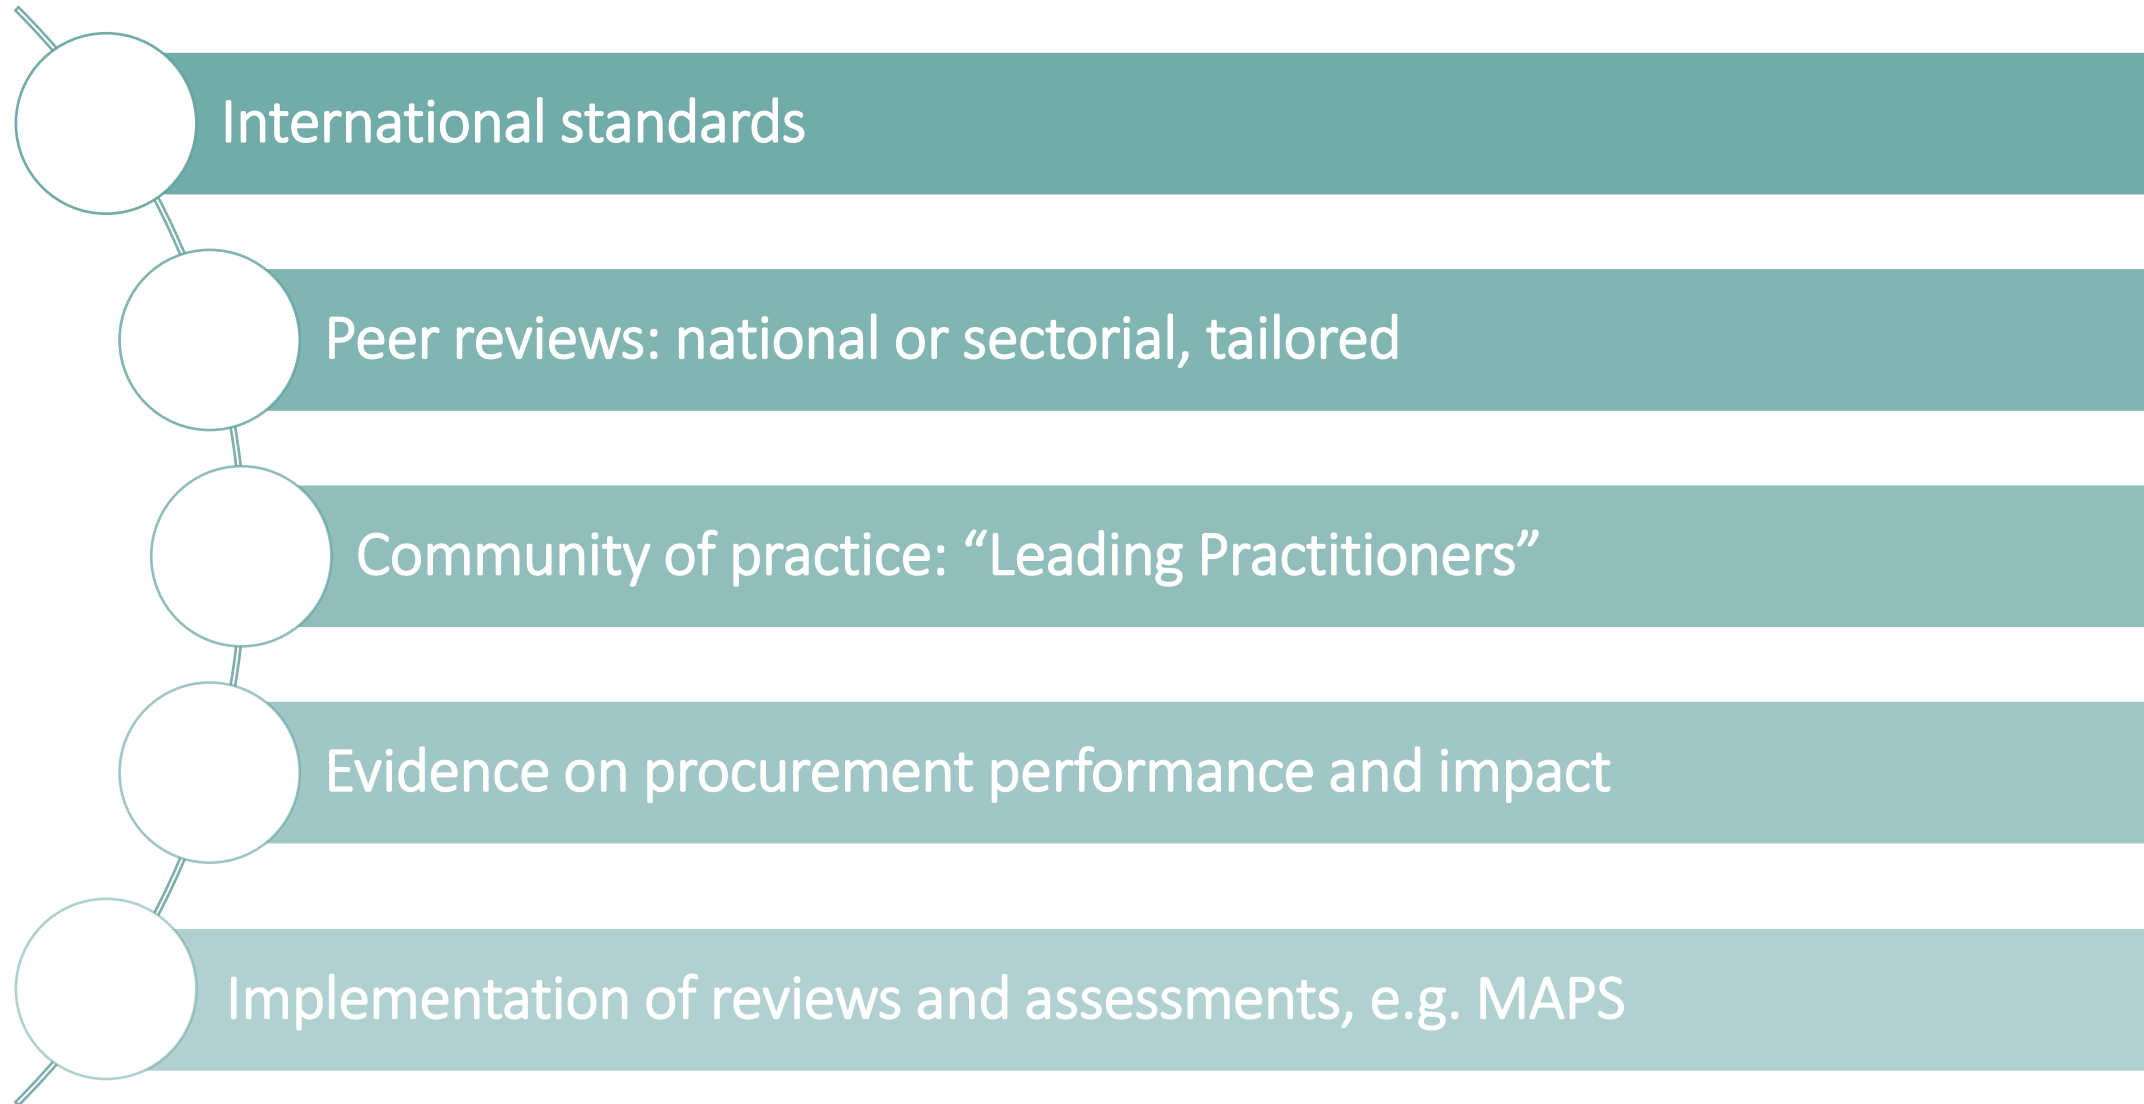 International standards
Peer reviews: national or sectorial, tailored
Community of practice: “Leading Practitioners”
Evidence on procurement performance and impact
Implementation of reviews and assessments, e.g. MAPS